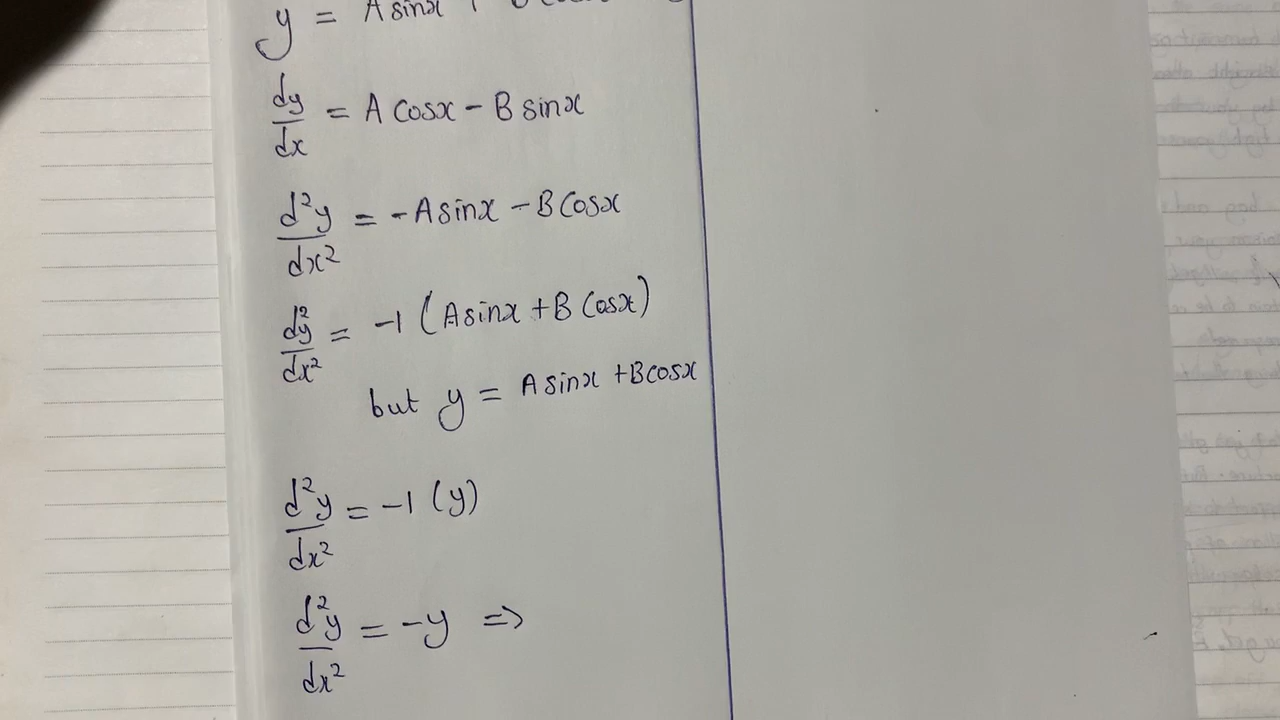 y = A sinx
dy/dx = A cosx - B sinx
d²y/dx² = -A sinx - B cosx
d²y/dx² = -1 (A sinx + B cosx)
but y = A sinx + B cosx
d²y/dx² = -1 (y)
d²y/dx² = -y =>